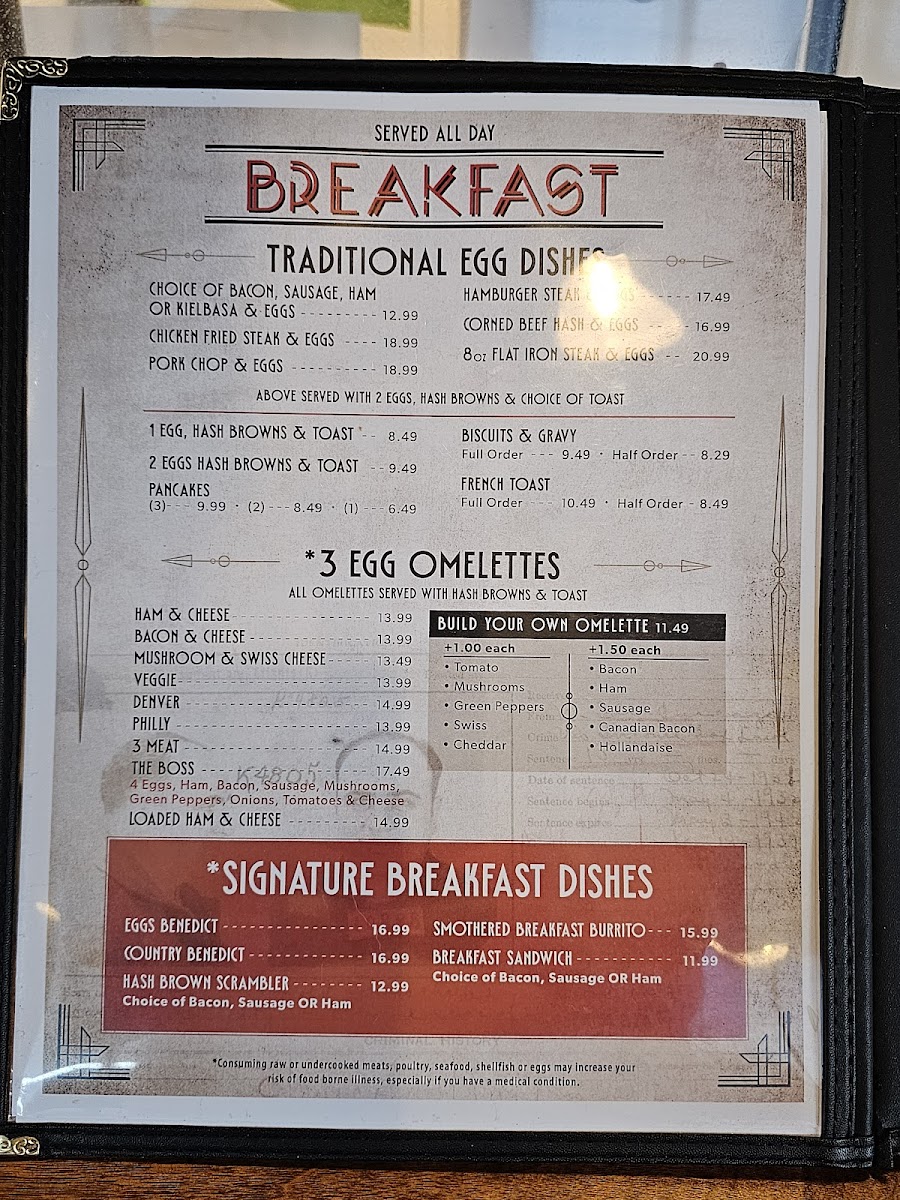 SERVED ALL DAY
BREAKFAST
TRADITIONAL EGG DISHES
CHOICE OF BACON, SAUSAGE, HAM
OR KIELBASA & EGGS ---------- 12.99
CHICKEN FRIED STEAK & EGGS ---- 18.99
PORK CHOP & EGGS ------------ 18.99
HAMBURGER STEAK & EGGS ------ 17.49
CORNED BEEF HASH & EGGS ---- 16.99
8oz FLAT IRON STEAK & EGGS -- 20.99
ABOVE SERVED WITH 2 EGGS, HASH BROWNS & CHOICE OF TOAST
1 EGG, HASH BROWNS & TOAST --- 8.49
2 EGGS HASH BROWNS & TOAST -- 9.49
PANCAKES
(3)--- 9.99 · (2) --- 8.49 · (1) --- 6.49
BISCUITS & GRAVY
Full Order --- 9.49 · Half Order -- 8.29
FRENCH TOAST
Full Order ---- 10.49 · Half Order - 8.49
*3 EGG OMELETTES
ALL OMELETTES SERVED WITH HASH BROWNS & TOAST
HAM & CHEESE----------------- 13.99
BACON & CHEESE --------------- 13.99
MUSHROOM & SWISS CHEESE----- 13.49
VEGGIE----------------------- 13.99
DENVER ---------------------- 14.99
PHILLY ----------------------- 13.99
3 MEAT ---------------------- 14.99
THE BOSS -------------------- 17.49
4 Eggs, Ham, Bacon, Sausage, Mushrooms,
Green Peppers, Onions, Tomatoes & Cheese
LOADED HAM & CHEESE ---------- 14.99
K4805
BUILD YOUR OWN OMELETTE 11.49
+1.00 each
• Tomato
• Mushrooms
• Green Peppers
• Swiss
• Cheddar
+1.50 each
• Bacon
• Ham
• Sausage
• Canadian Bacon
• Hollandaise
Date of sentence
Sentence begins
Sentence expires
*SIGNATURE BREAKFAST DISHES
EGGS BENEDICT ----------------- 16.99
COUNTRY BENEDICT -------------- 16.99
HASH BROWN SCRAMBLER --------- 12.99
Choice of Bacon, Sausage OR Ham
SMOTHERED BREAKFAST BURRITO--- 15.99
BREAKFAST SANDWICH ------------ 11.99
Choice of Bacon, Sausage OR Ham
CRIMINAL HISTORY
*Consuming raw or undercooked meats, poultry, seafood, shellfish or eggs may increase your
risk of food borne illness, especially if you have a medical condition.